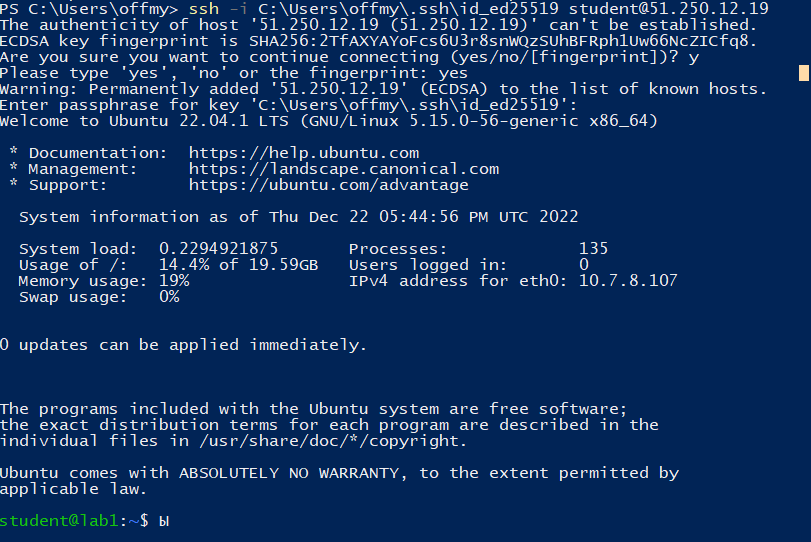 PS C:\Users\offmy> ssh -i C:\Users\offmy\.ssh\id_ed25519 student@51.250.12.19
The authenticity of host '51.250.12.19 (51.250.12.19)' can't be established.
ECDSA key fingerprint is SHA256:2TfAXYAYoFcs6U3r8snWQzSUhBFRph1Uw66NcZICfq8.
Are you sure you want to continue connecting (yes/no/[fingerprint])? y
Please type 'yes', 'no' or the fingerprint: yes
Warning: Permanently added '51.250.12.19' (ECDSA) to the list of known hosts.
Enter passphrase for key 'C:\Users\offmy\.ssh\id_ed25519':
Welcome to Ubuntu 22.04.1 LTS (GNU/Linux 5.15.0-56-generic x86_64)
* Documentation: https://help.ubuntu.com
* Management: https://landscape.canonical.com
* Support: https://ubuntu.com/advantage
System information as of Thu Dec 22 05:44:56 PM UTC 2022
System load: 0.2294921875 Processes: 135
Usage of /: 14.4% of 19.59GB Users logged in: 0
Memory usage: 19% IPv4 address for eth0: 10.7.8.107
Swap usage: 0%
0 updates can be applied immediately.
The programs included with the Ubuntu system are free software;
the exact distribution terms for each program are described in the
individual files in /usr/share/doc/*/copyright.
Ubuntu comes with ABSOLUTELY NO WARRANTY, to the extent permitted by
applicable law.
student@lab1:~$ ы